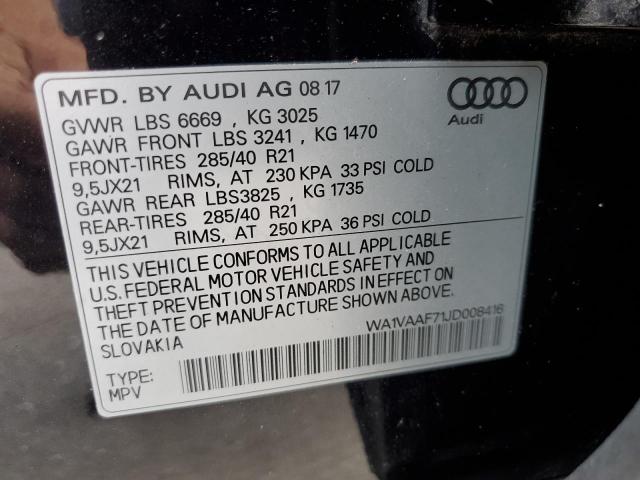 MFD. BY AUDI AG 08 17
Audi
GVWR LBS 6669 , KG 3025
GAWR FRONT LBS 3241 , KG 1470
FRONT-TIRES 285/40 R21
9,5JX21 RIMS, AT 230 KPA 33 PSI COLD
GAWR REAR LBS3825 , KG 1735
REAR-TIRES 285/40 R21
9,5JX21 RIMS, AT 250 KPA 36 PSI COLD
THIS VEHICLE CONFORMS TO ALL APPLICABLE
U.S. FEDERAL MOTOR VEHICLE SAFETY AND
THEFT PREVENTION STANDARDS IN EFFECT ON
THE DATE OF MANUFACTURE SHOWN ABOVE.
SLOVAKIA
WA1VAAF71JD008416
TYPE:
MPV